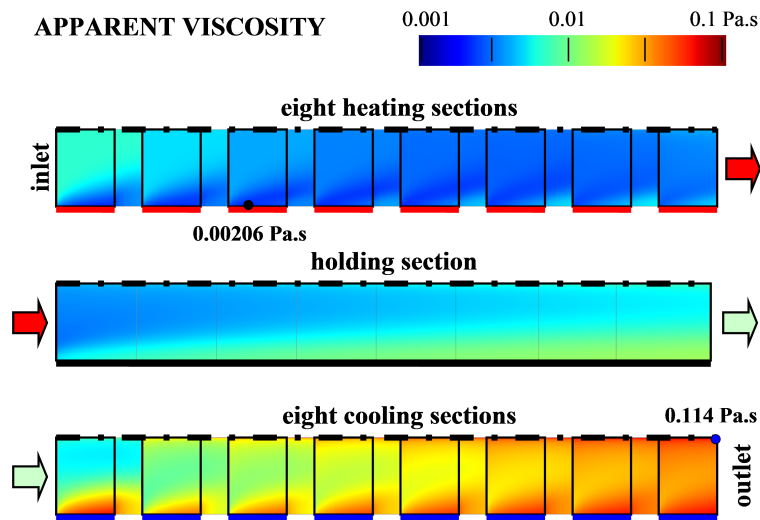 APPARENT VISCOSITY
0.001 0.01 0.1 Pa.s
eight heating sections
inlet
0.00206 Pa.s
holding section
eight cooling sections
0.114 Pa.s
outlet